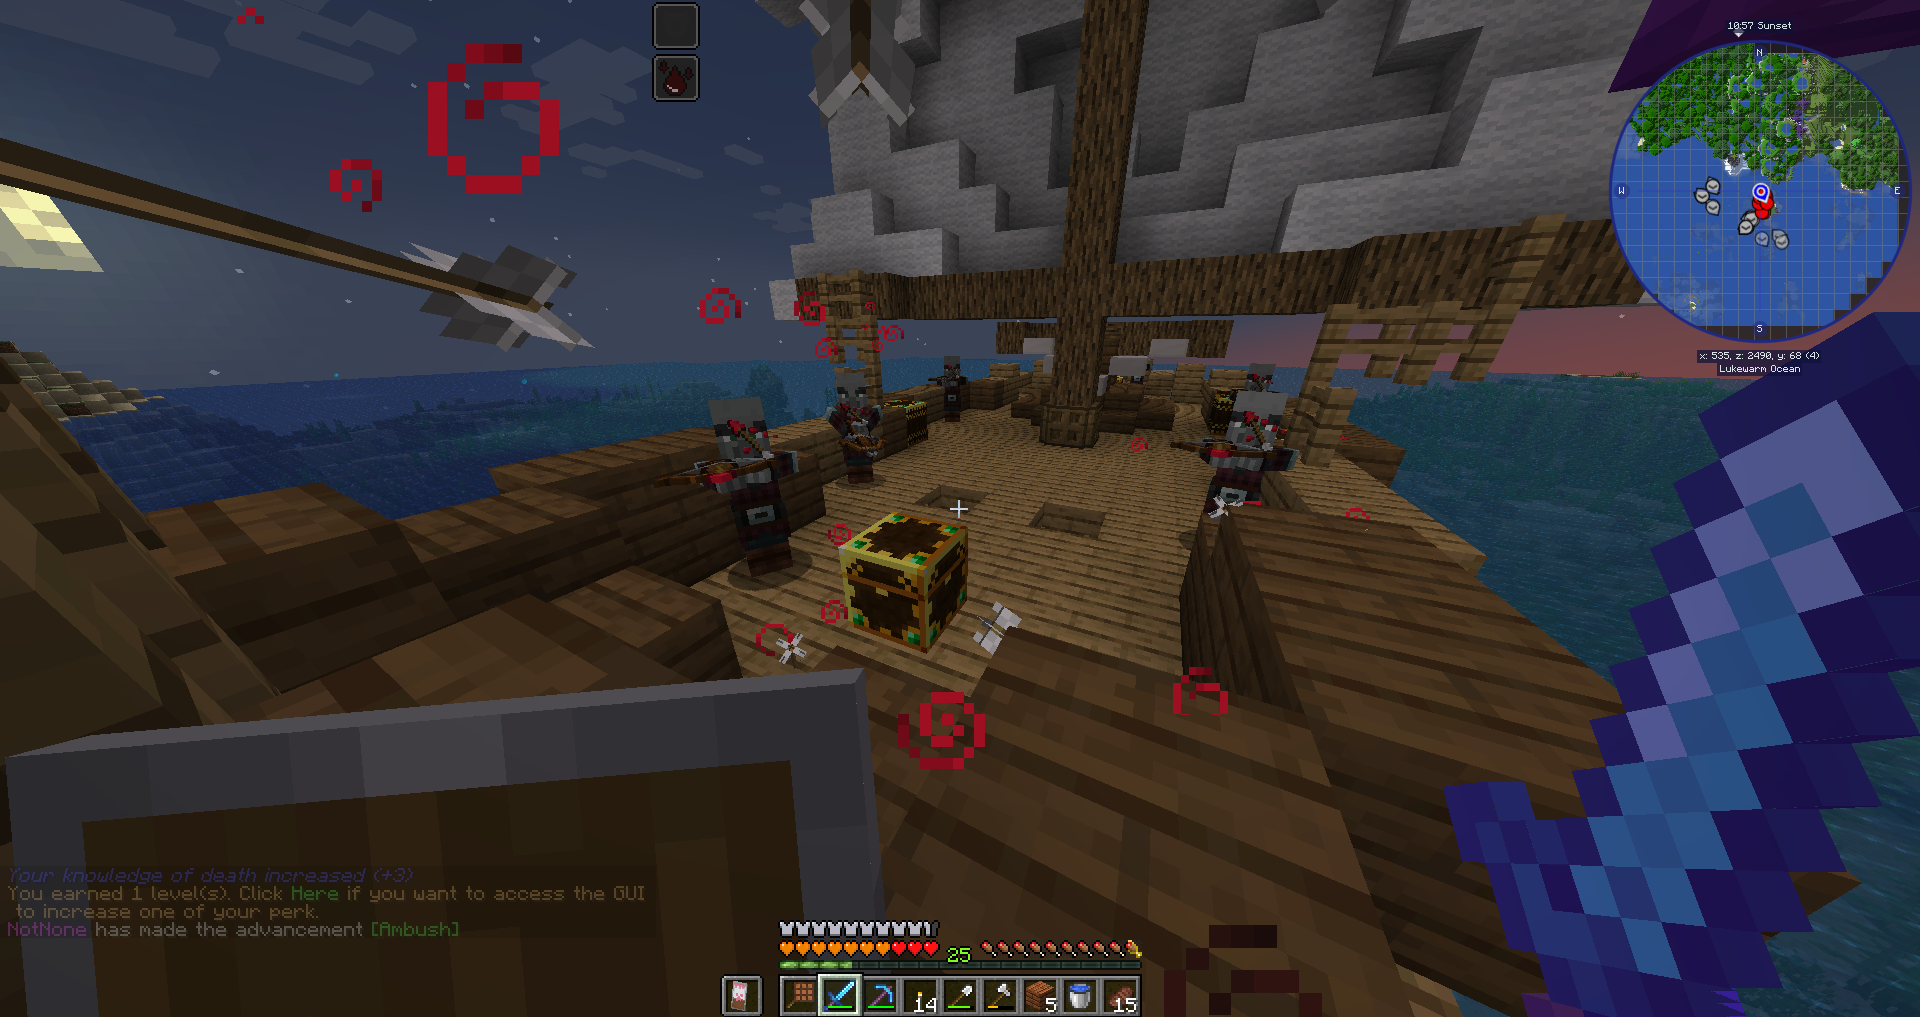 10:57 Sunset
N
W
E
S
x: 535, z: 2490, y: 68 (4)
Lukewarm Ocean
Your knowledge of death increased (+3)
You earned 1 level(s). Click Here if you want to access the GUI
to increase one of your perk.
NotNone has made the advancement [Ambush]
25
14
5
15